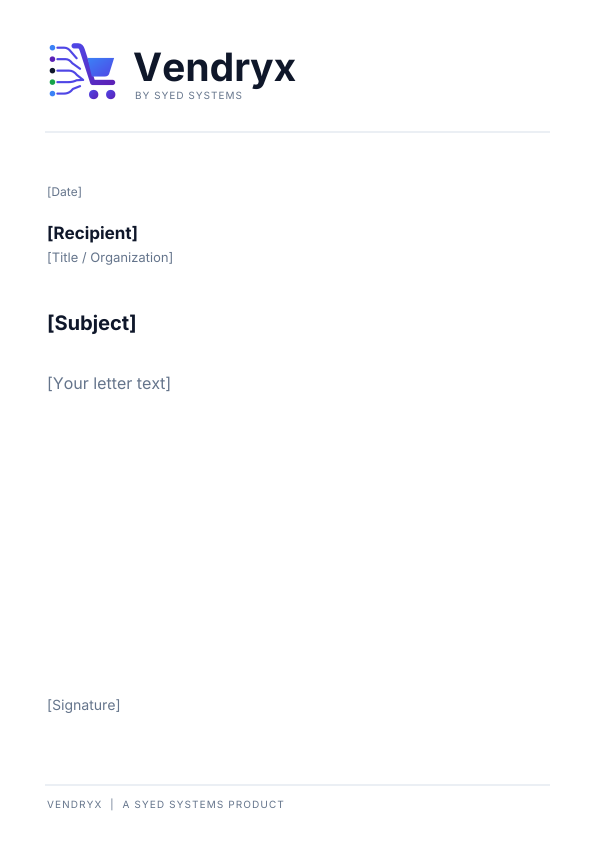 Vendryx
BY SYED SYSTEMS
[Date]
[Recipient]
[Title / Organization]
[Subject]
[Your letter text]
[Signature]
VENDRYX | A SYED SYSTEMS PRODUCT